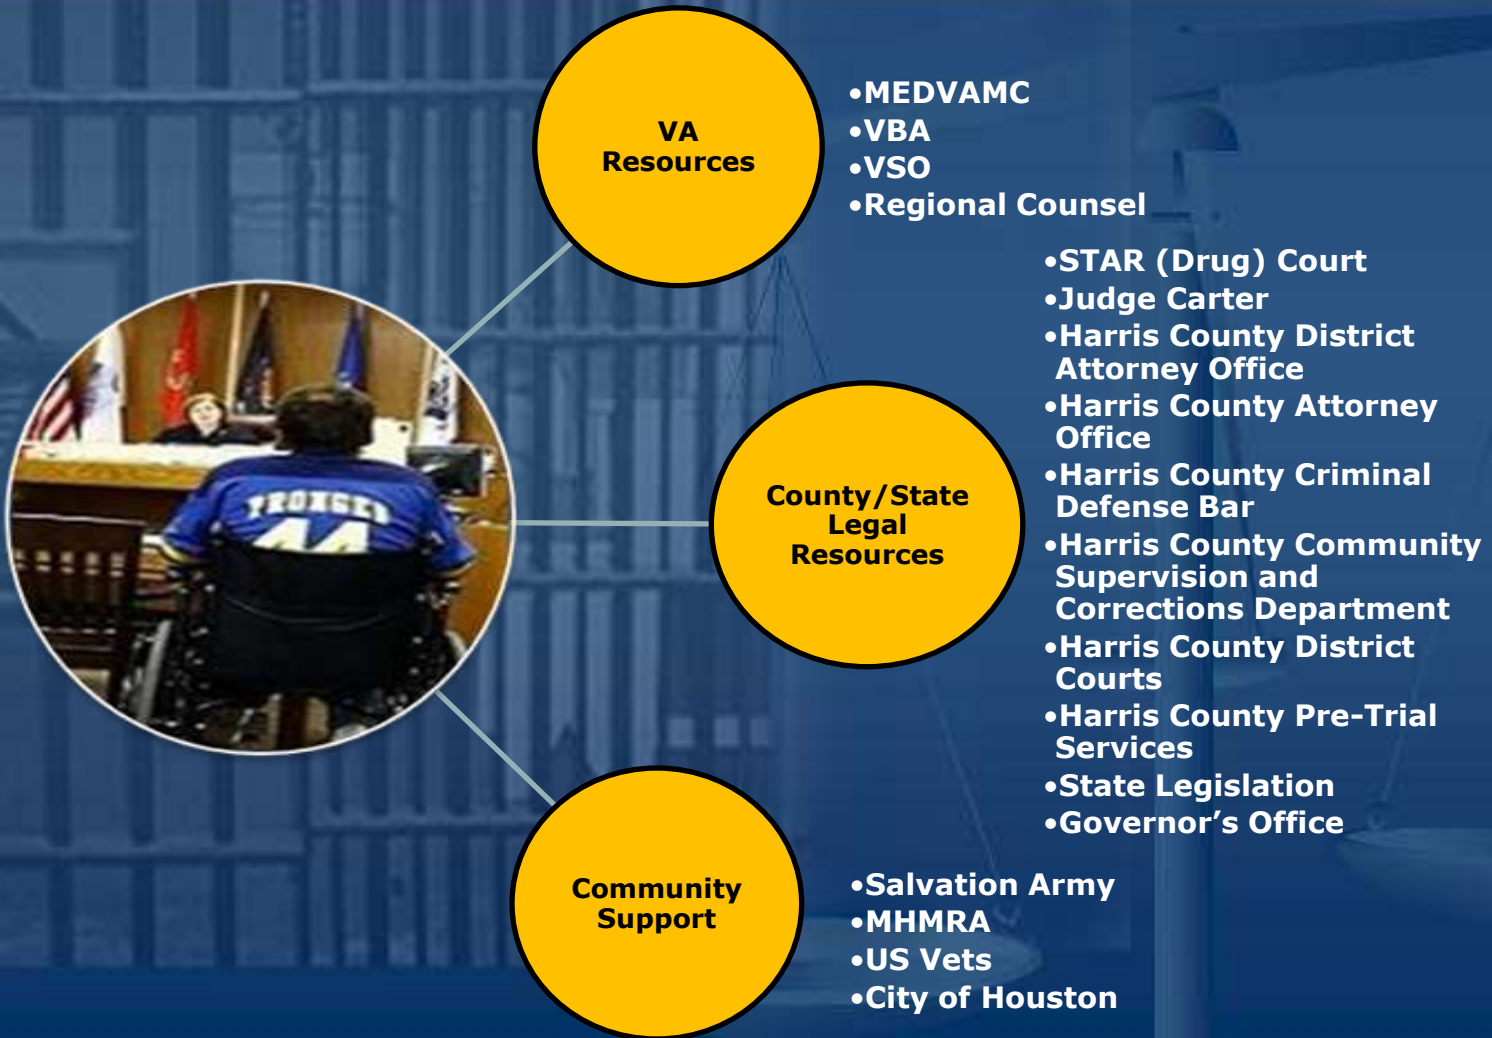 VA
Resources
•MEDVAMC
•VBA
•VSO
•Regional Counsel
PRONGER
44
County/State
Legal
Resources
•STAR (Drug) Court
•Judge Carter
•Harris County District
Attorney Office
•Harris County Attorney
Office
•Harris County Criminal
Defense Bar
•Harris County Community
Supervision and
Corrections Department
•Harris County District
Courts
•Harris County Pre-Trial
Services
•State Legislation
•Governor’s Office
Community
Support
•Salvation Army
•MHMRA
•US Vets
•City of Houston